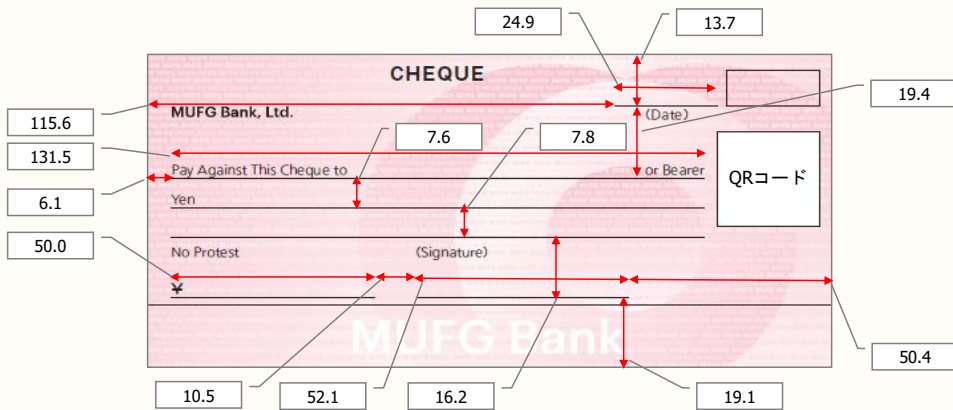 24.9
13.7
CHEQUE
19.4
MUFG Bank, Ltd.
115.6
(Date)
7.6
7.8
131.5
Pay Against This Cheque to
or Bearer
QRコード
6.1
Yen
50.0
No Protest
(Signature)
¥
MUFG Bank
50.4
10.5
52.1
16.2
19.1